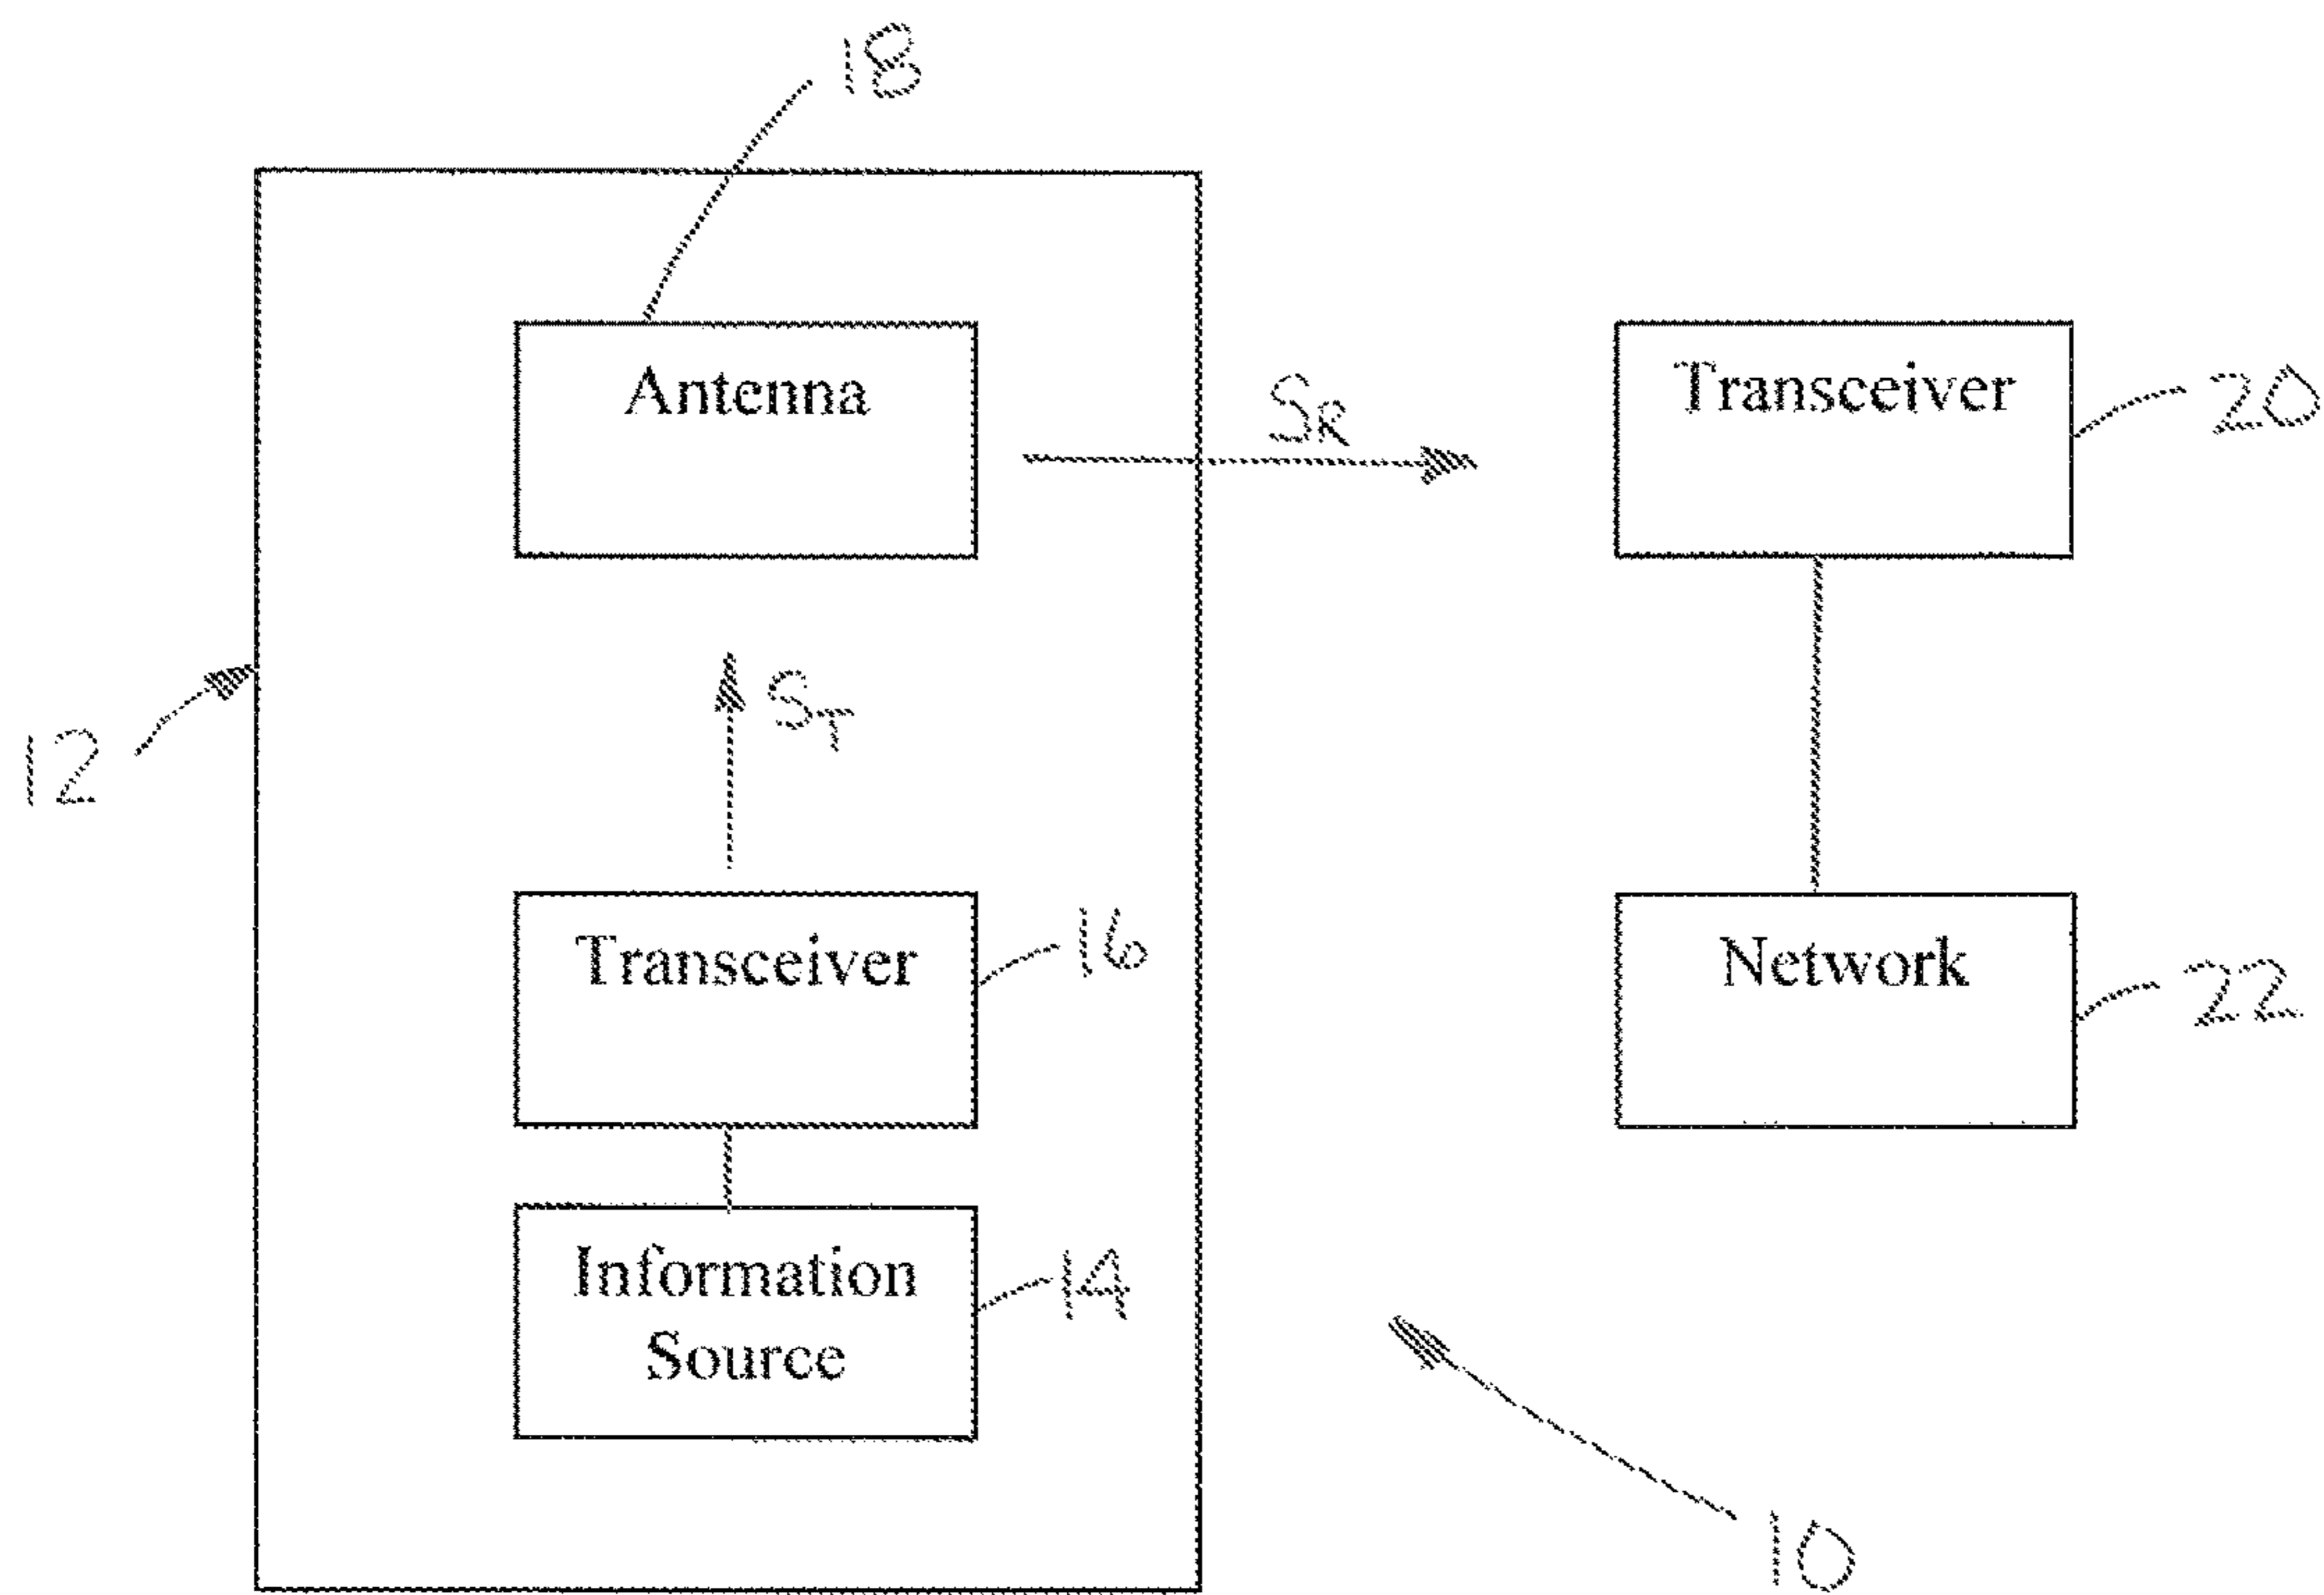 18
Antenna
Transceiver
20
SR
12
ST
Transceiver
16
Network
22
Information
Source
14
10